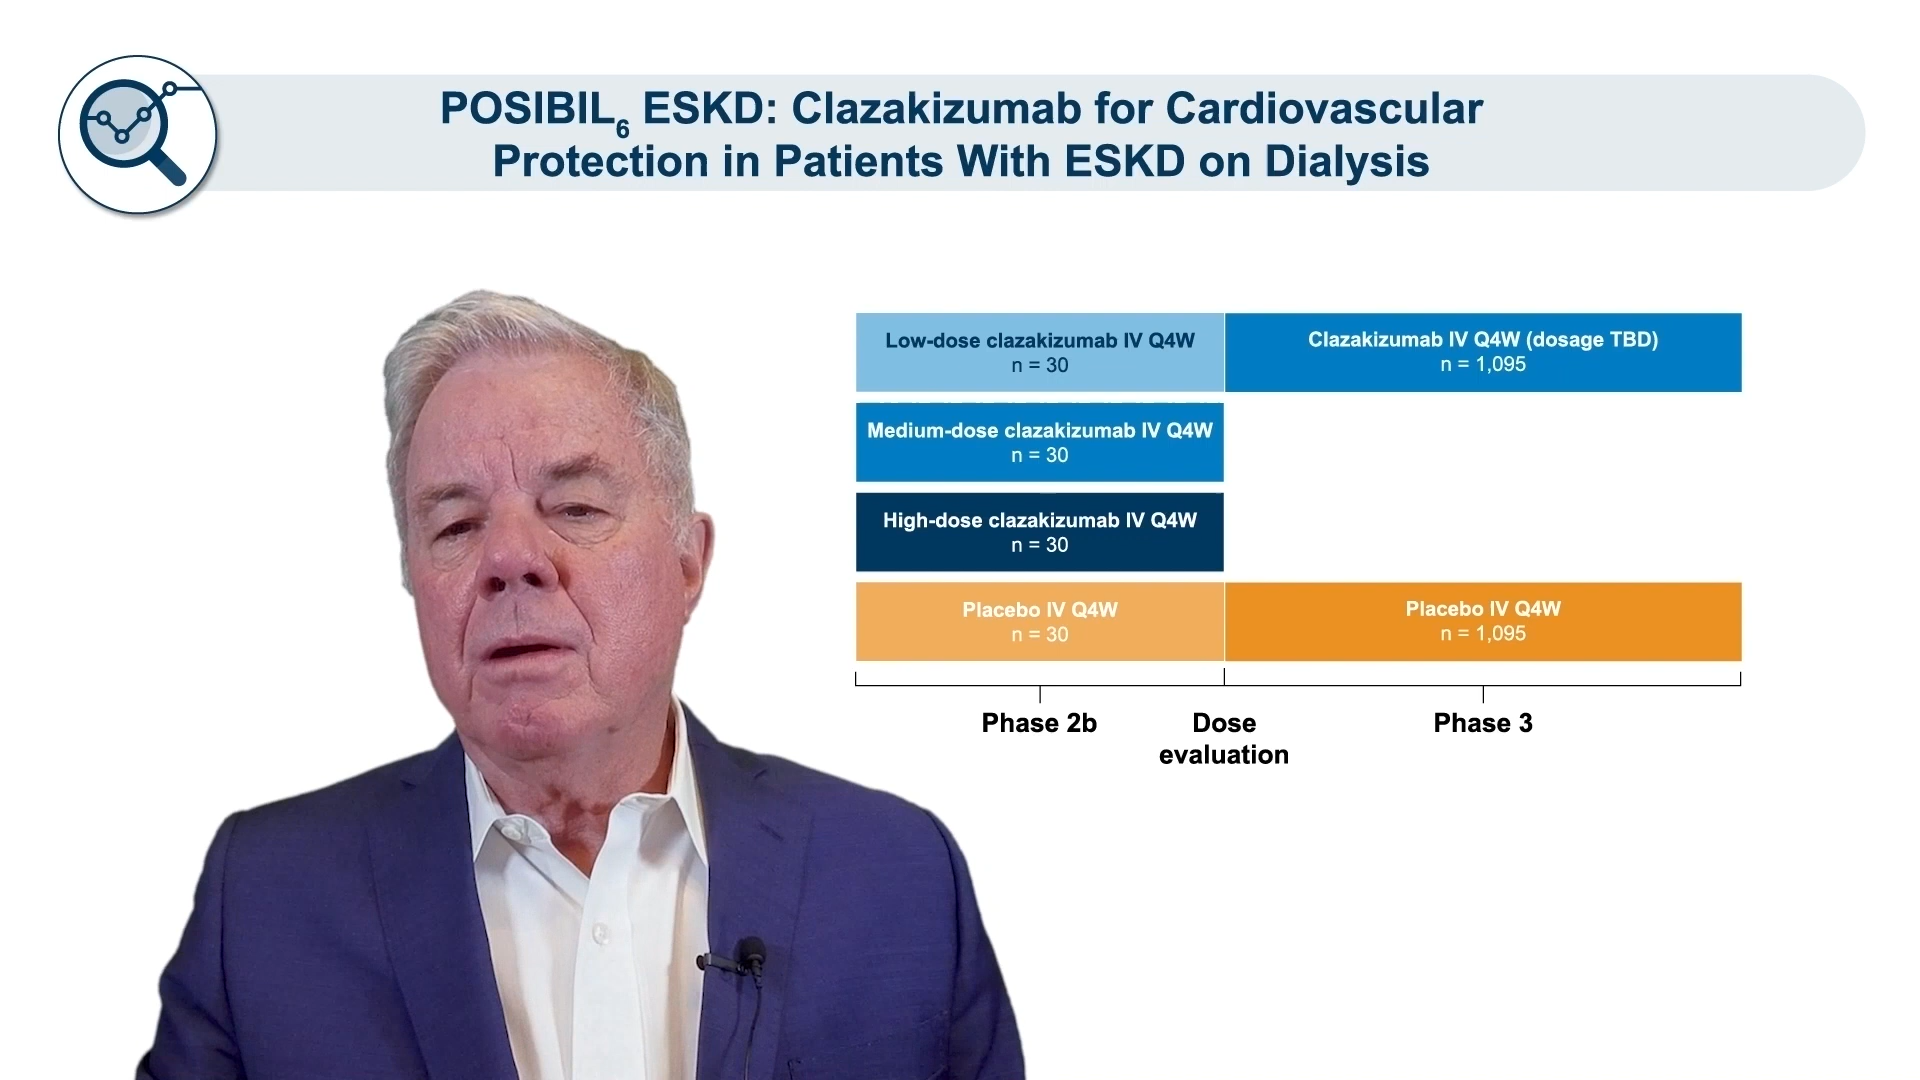 POSIBIL6 ESKD: Clazakizumab for Cardiovascular
Protection in Patients With ESKD on Dialysis
Low-dose clazakizumab IV Q4W
n = 30
Clazakizumab IV Q4W (dosage TBD)
n = 1,095
Medium-dose clazakizumab IV Q4W
n = 30
High-dose clazakizumab IV Q4W
n = 30
Placebo IV Q4W
n = 30
Placebo IV Q4W
n = 1,095
Phase 2b
Dose
evaluation
Phase 3